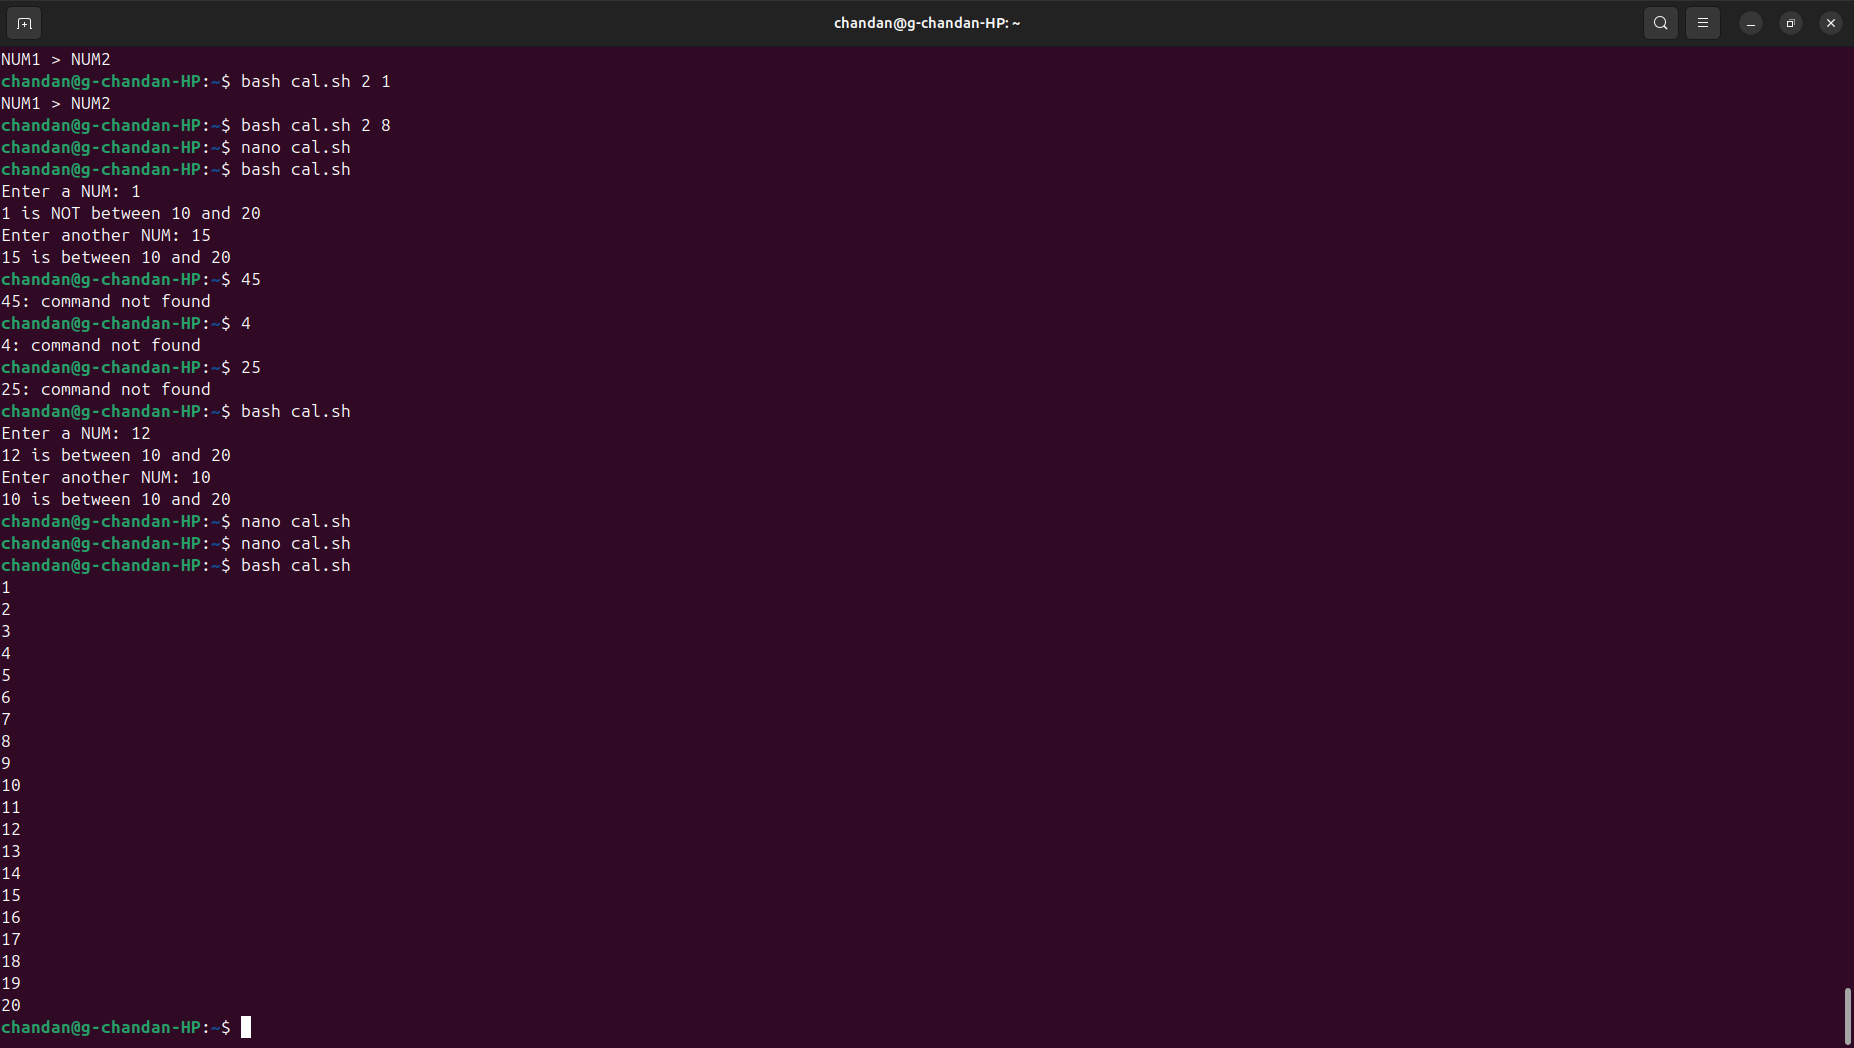 chandan@g-chandan-HP: ~
NUM1 > NUM2
chandan@g-chandan-HP:~$ bash cal.sh 2 1
NUM1 > NUM2
chandan@g-chandan-HP:~$ bash cal.sh 2 8
chandan@g-chandan-HP:~$ nano cal.sh
chandan@g-chandan-HP:~$ bash cal.sh
Enter a NUM: 1
1 is NOT between 10 and 20
Enter another NUM: 15
15 is between 10 and 20
chandan@g-chandan-HP:~$ 45
45: command not found
chandan@g-chandan-HP:~$ 4
4: command not found
chandan@g-chandan-HP:~$ 25
25: command not found
chandan@g-chandan-HP:~$ bash cal.sh
Enter a NUM: 12
12 is between 10 and 20
Enter another NUM: 10
10 is between 10 and 20
chandan@g-chandan-HP:~$ nano cal.sh
chandan@g-chandan-HP:~$ nano cal.sh
chandan@g-chandan-HP:~$ bash cal.sh
1
2
3
4
5
6
7
8
9
10
11
12
13
14
15
16
17
18
19
20
chandan@g-chandan-HP:~$